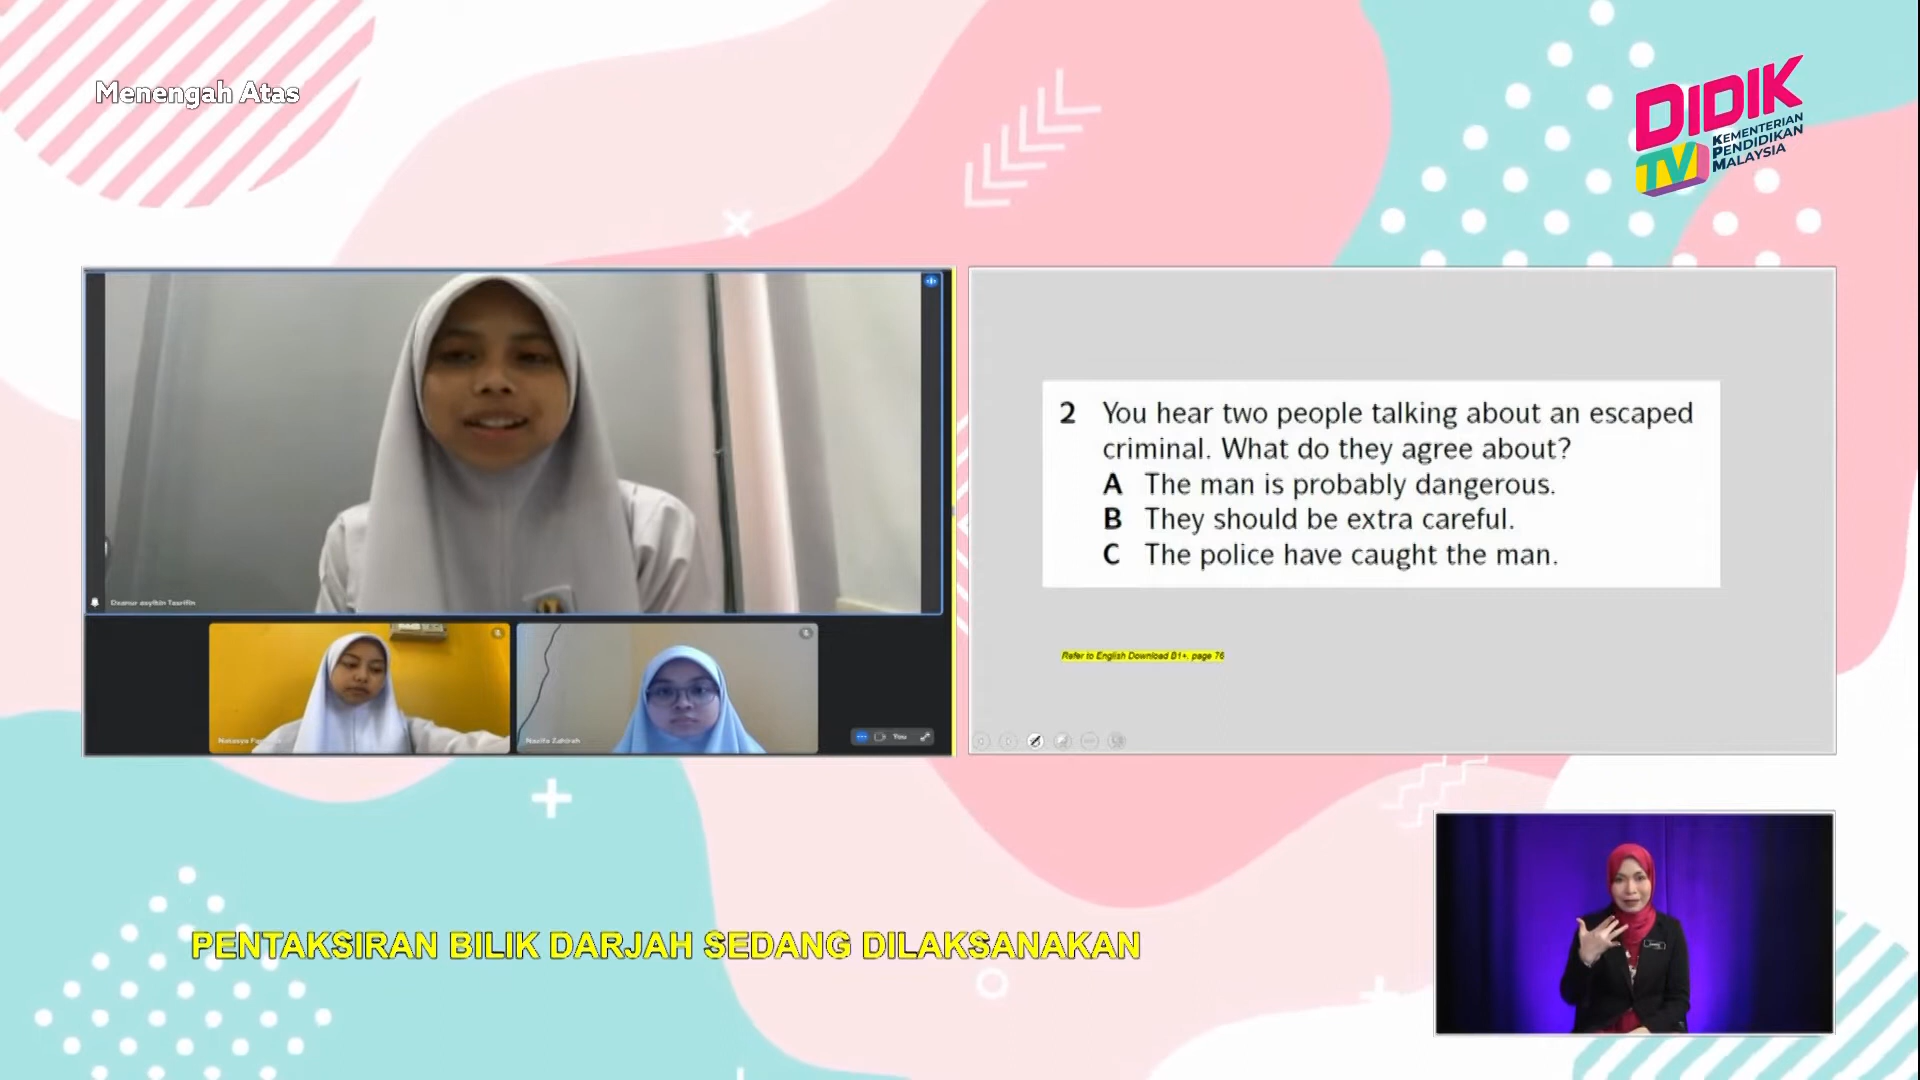 Menengah Atas
DIDIK
TV
KEMENTERIAN
PENDIDIKAN
MALAYSIA
2 You hear two people talking about an escaped
criminal. What do they agree about?
A The man is probably dangerous.
B They should be extra careful.
C The police have caught the man.
Refer to English Download B1+, page 76
You
PENTAKSIRAN BILIK DARJAH SEDANG DILAKSANAKAN